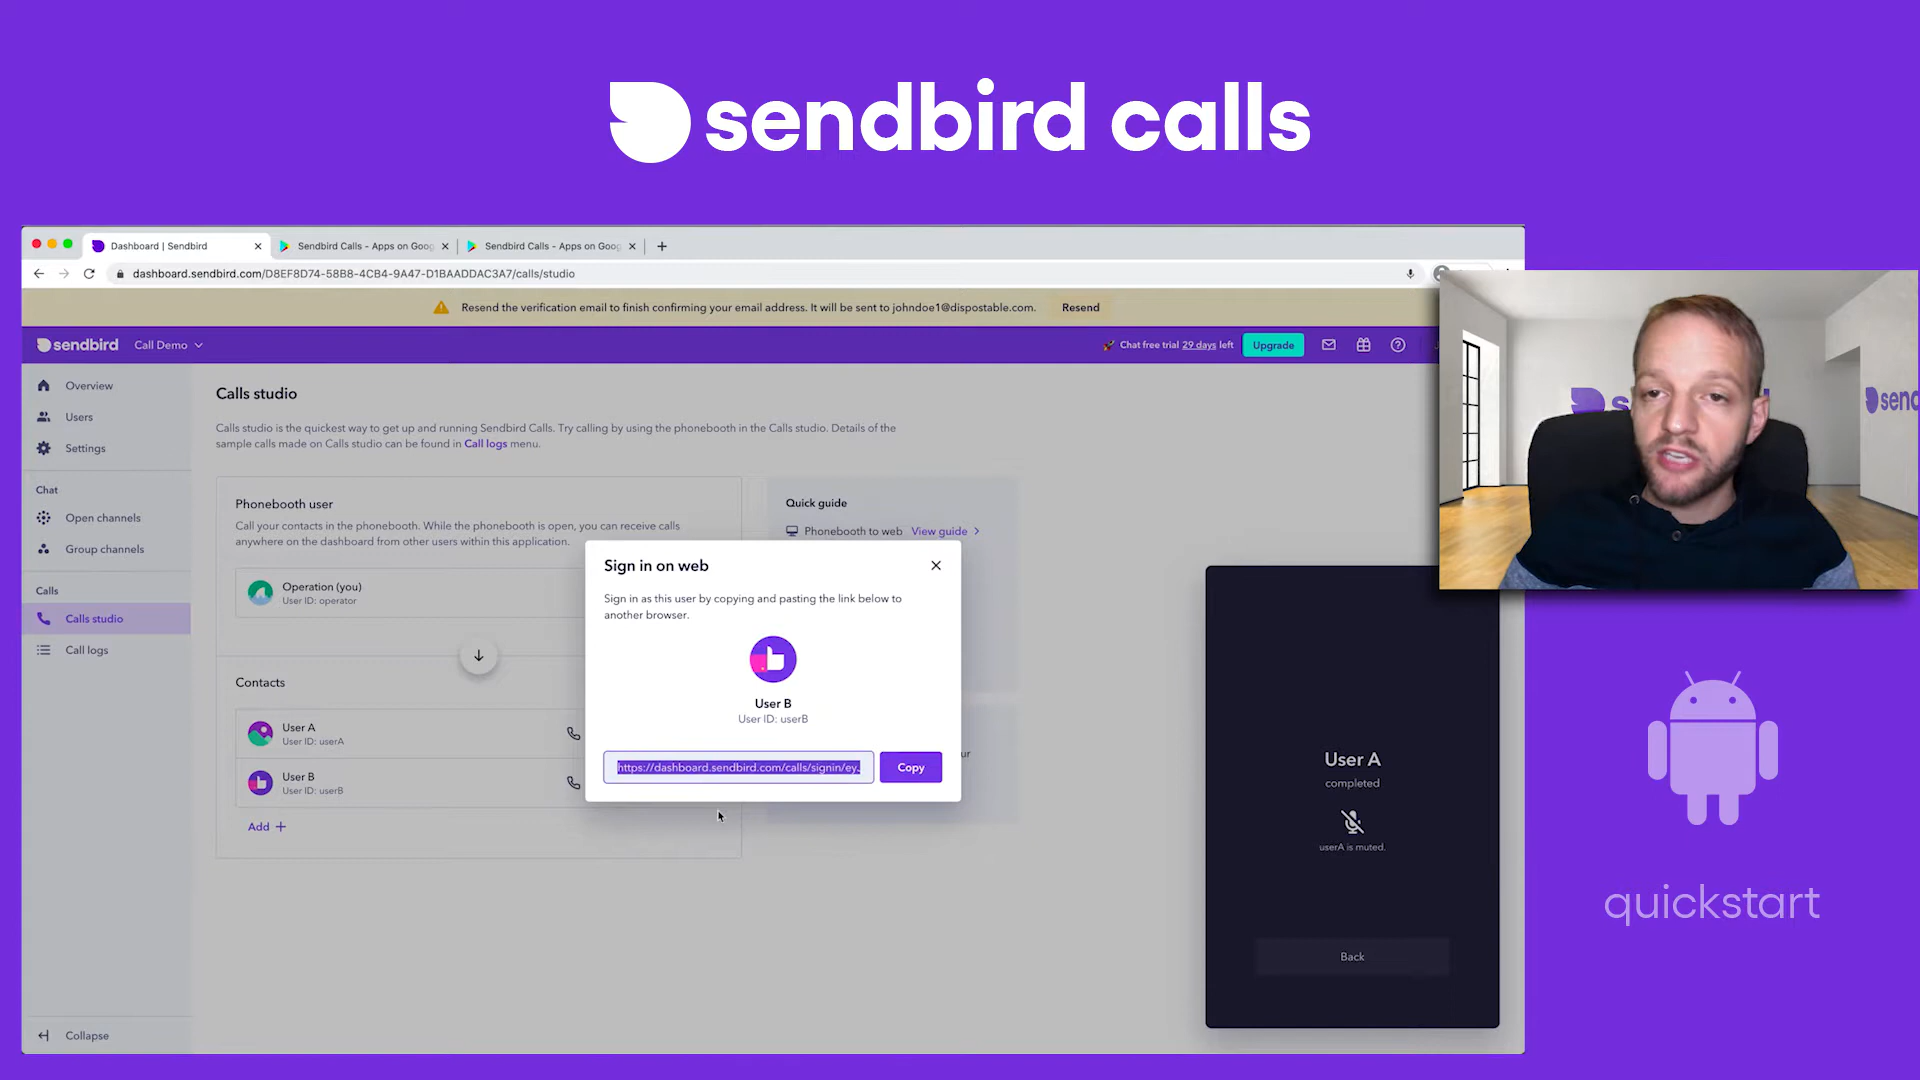 sendbird calls
Dashboard | Sendbird
Sendbird Calls - Apps on Goog
Sendbird Calls - Apps on Goog
dashboard.sendbird.com/D8EF8D74-58B8-4CB4-9A47-D1BAADDAC3A7/calls/studio
Resend the verification email to finish confirming your email address. It will be sent to johndoe1@dispostable.com. Resend
sendbird Call Demo
Chat free trial 29 days left Upgrade
Overview
Users
Settings
Chat
Open channels
Group channels
Calls
Calls studio
Call logs
Collapse
Calls studio
Calls studio is the quickest way to get up and running Sendbird Calls. Try calling by using the phonebooth in the Calls studio. Details of the
sample calls made on Calls studio can be found in Call logs menu.
Phonebooth user
Call your contacts in the phonebooth. While the phonebooth is open, you can receive calls
anywhere on the dashboard from other users within this application.
Operation (you)
User ID: operator
Contacts
User A
User ID: userA
User B
User ID: userB
Add +
Quick guide
Phonebooth to web View guide
Sign in on web
Sign in as this user by copying and pasting the link below to
another browser.
User B
User ID: userB
https://dashboard.sendbird.com/calls/signin/ey.
Copy
User A
completed
userA is muted.
Back
send
quickstart